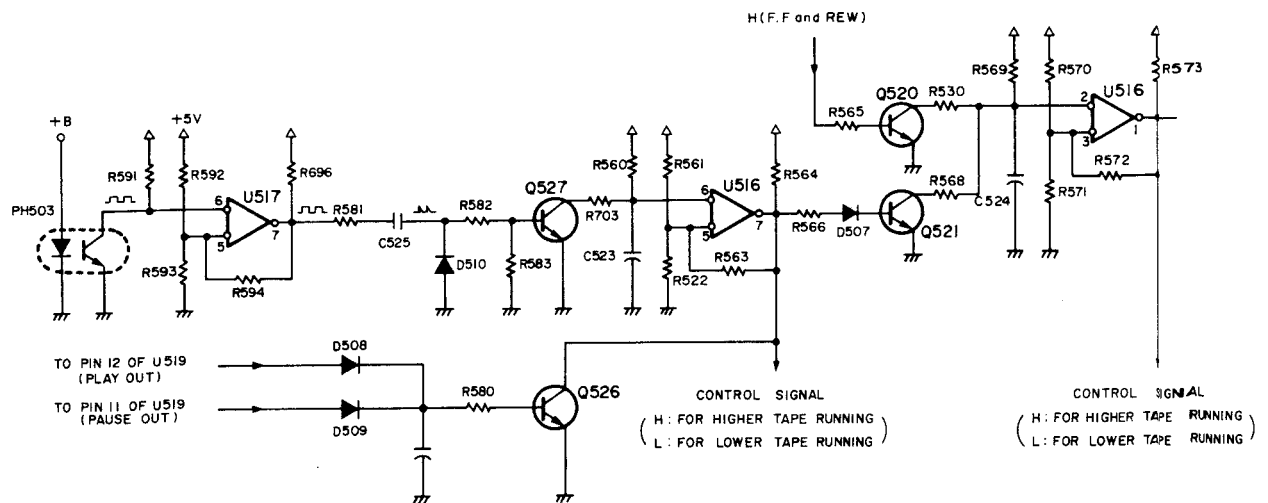 H(F.F and REW)
+B
+5V
R591
R592
R696
PH503
U517
6
5
7
R593
R594
R581
C525
D510
R582
R583
Q527
R703
R560
C523
R561
R522
U516
6
5
7
R563
R564
R566
D507
R565
Q520
R530
Q521
R568
R569
C524
R570
R571
U516
2
3
1
R572
R573
TO PIN 12 OF U519
(PLAY OUT)
D508
TO PIN 11 OF U519
(PAUSE OUT)
D509
R580
Q526
CONTROL SIGNAL
( H : FOR HIGHER TAPE RUNNING
L : FOR LOWER TAPE RUNNING )
CONTROL SIGNAL
( H : FOR HIGHER TAPE RUNNING
L : FOR LOWER TAPE RUNNING )